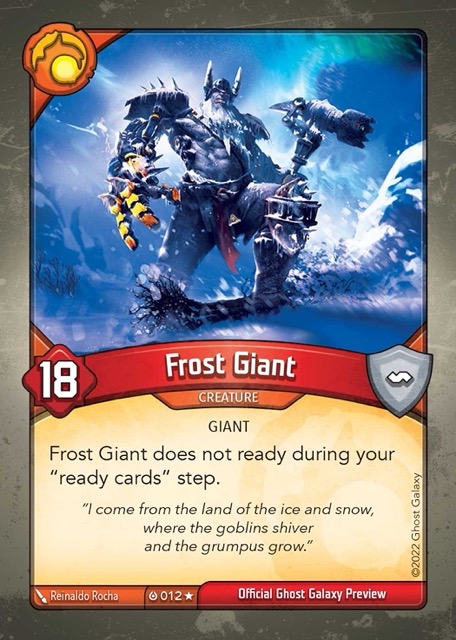 Frost Giant
18
CREATURE
GIANT
Frost Giant does not ready during your
“ready cards” step.
“I come from the land of the ice and snow,
where the goblins shiver
and the grumpus grow.”
©2022 Ghost Galaxy
Reinaldo Rocha
012★
Official Ghost Galaxy Preview